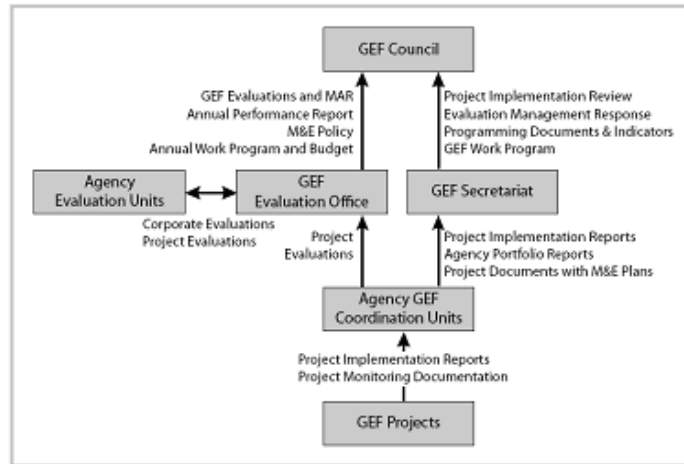 GEF Council
GEF Evaluations and MAR
Annual Performance Report
M&E Policy
Annual Work Program and Budget
Project Implementation Review
Evaluation Management Response
Programming Documents & Indicators
GEF Work Program
Agency
Evaluation Units
GEF
Evaluation Office
GEF Secretariat
Corporate Evaluations
Project Evaluations
Project
Evaluations
Project Implementation Reports
Agency Portfolio Reports
Project Documents with M&E Plans
Agency GEF
Coordination Units
Project Implementation Reports
Project Monitoring Documentation
GEF Projects